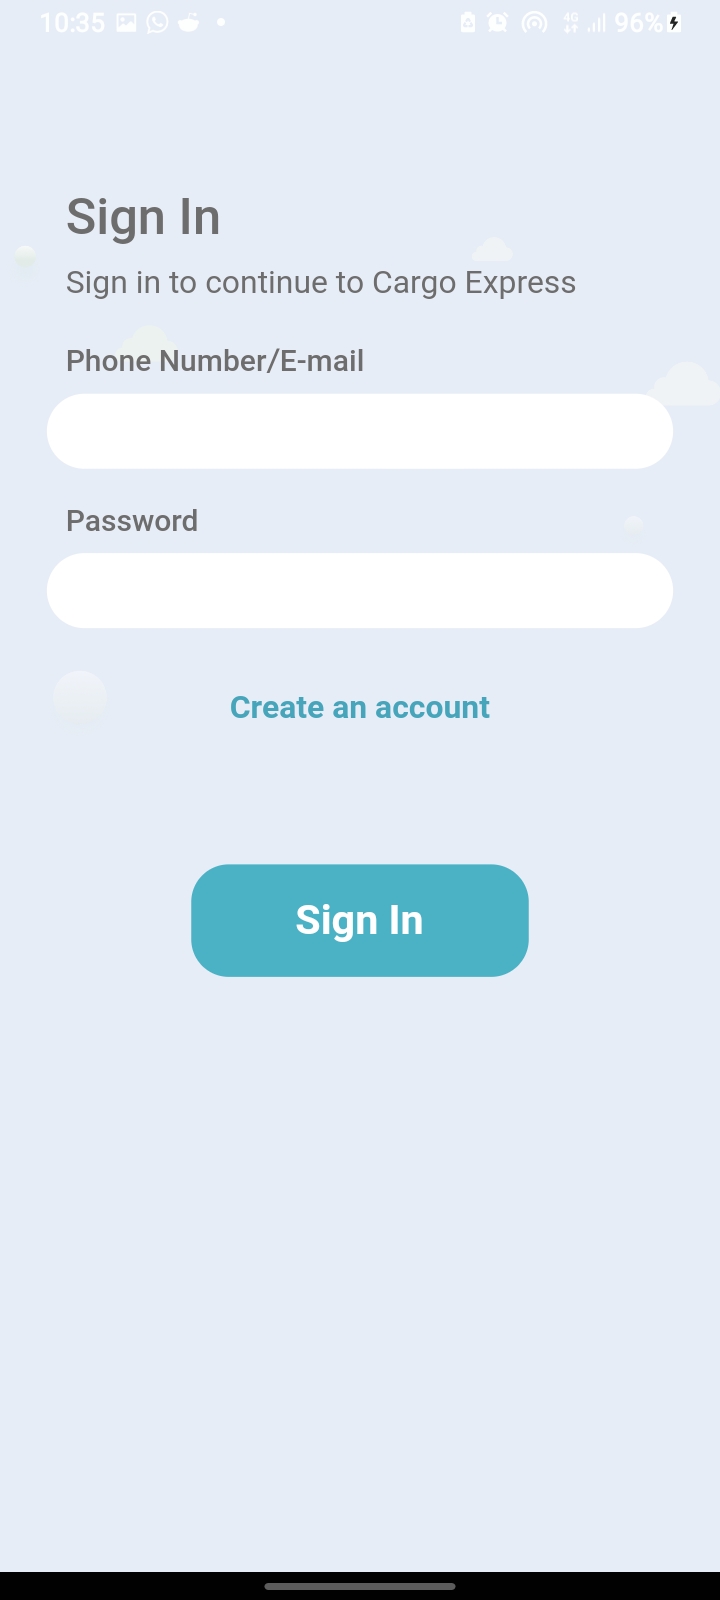 10:35 4G 96%
Sign In
Sign in to continue to Cargo Express
Phone Number/E-mail
Password
Create an account
Sign In